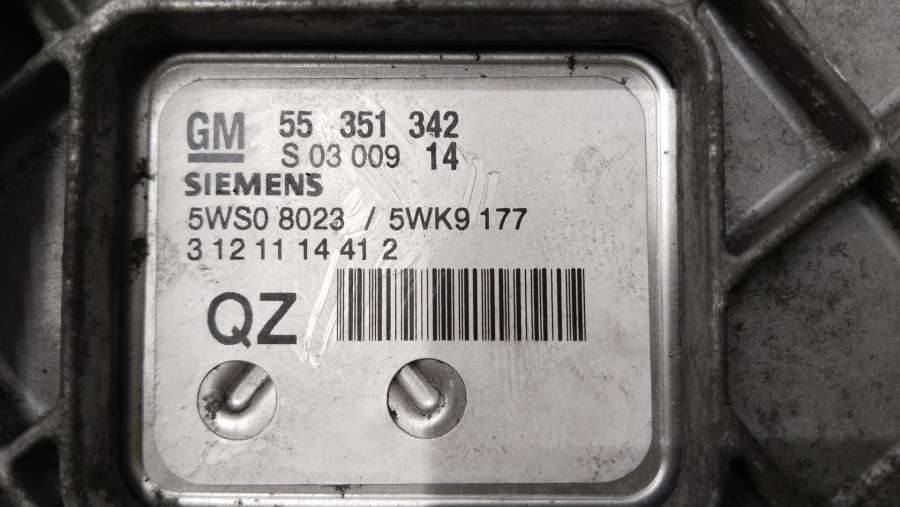 GM 55 351 342
S 03 009 14
SIEMENS
5WS0 8023 / 5WK9 177
3 12 11 14 41 2
QZ